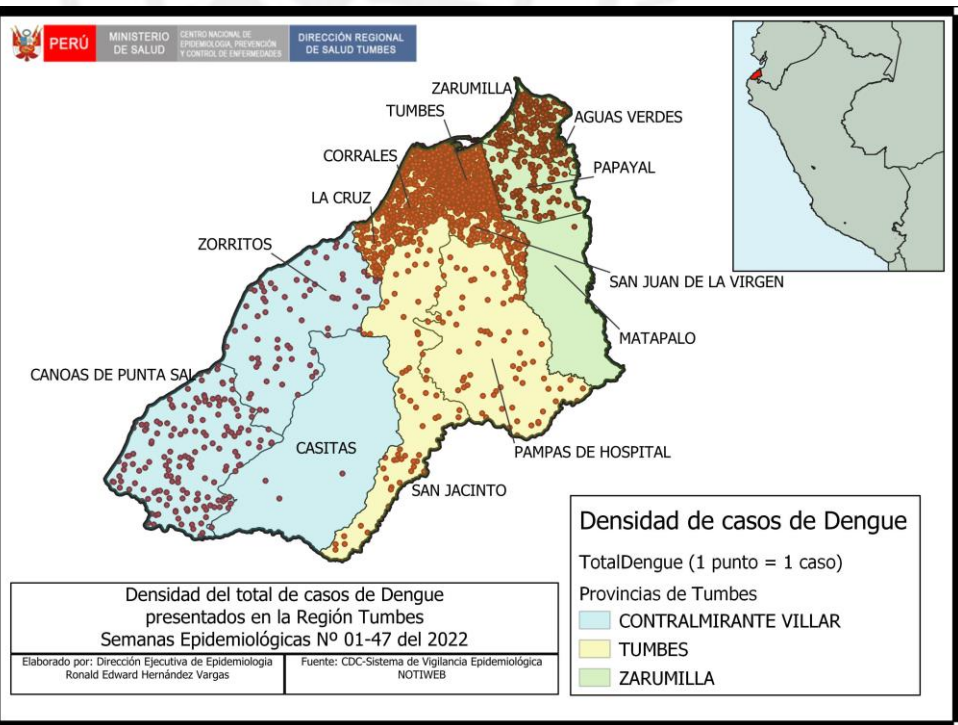 PERÚ
MINISTERIO
DE SALUD
CENTRO NACIONAL DE
EPIDEMIOLOGIA, PREVENCIÓN
Y CONTROL DE ENFERMEDADES
DIRECCIÓN REGIONAL
DE SALUD TUMBES
ZARUMILLA
TUMBES
AGUAS VERDES
CORRALES
PAPAYAL
LA CRUZ
ZORRITOS
SAN JUAN DE LA VIRGEN
MATAPALO
CANOAS DE PUNTA SAL
CASITAS
PAMPAS DE HOSPITAL
SAN JACINTO
Densidad de casos de Dengue
TotalDengue (1 punto = 1 caso)
Provincias de Tumbes
CONTRALMIRANTE VILLAR
TUMBES
ZARUMILLA
Densidad del total de casos de Dengue
presentados en la Región Tumbes
Semanas Epidemiológicas Nº 01-47 del 2022
Elaborado por: Dirección Ejecutiva de Epidemiologia
Ronald Edward Hernández Vargas
Fuente: CDC-Sistema de Vigilancia Epidemiológica
NOTIWEB